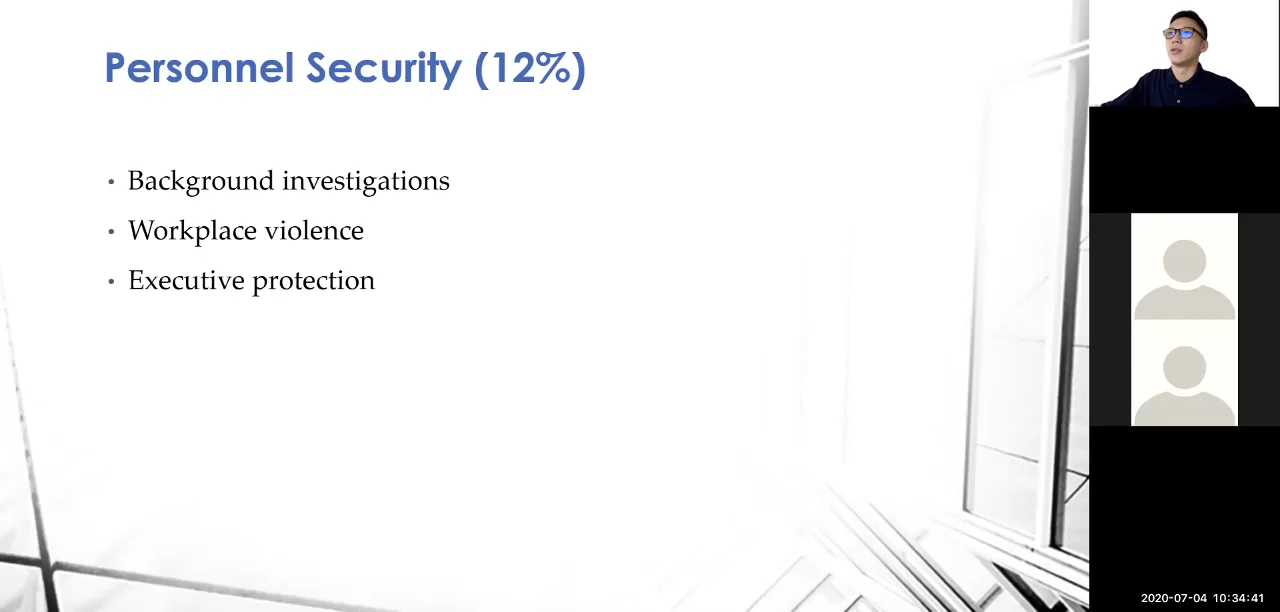 Personnel Security (12%)
• Background investigations
• Workplace violence
• Executive protection
2020-07-04 10:34:41